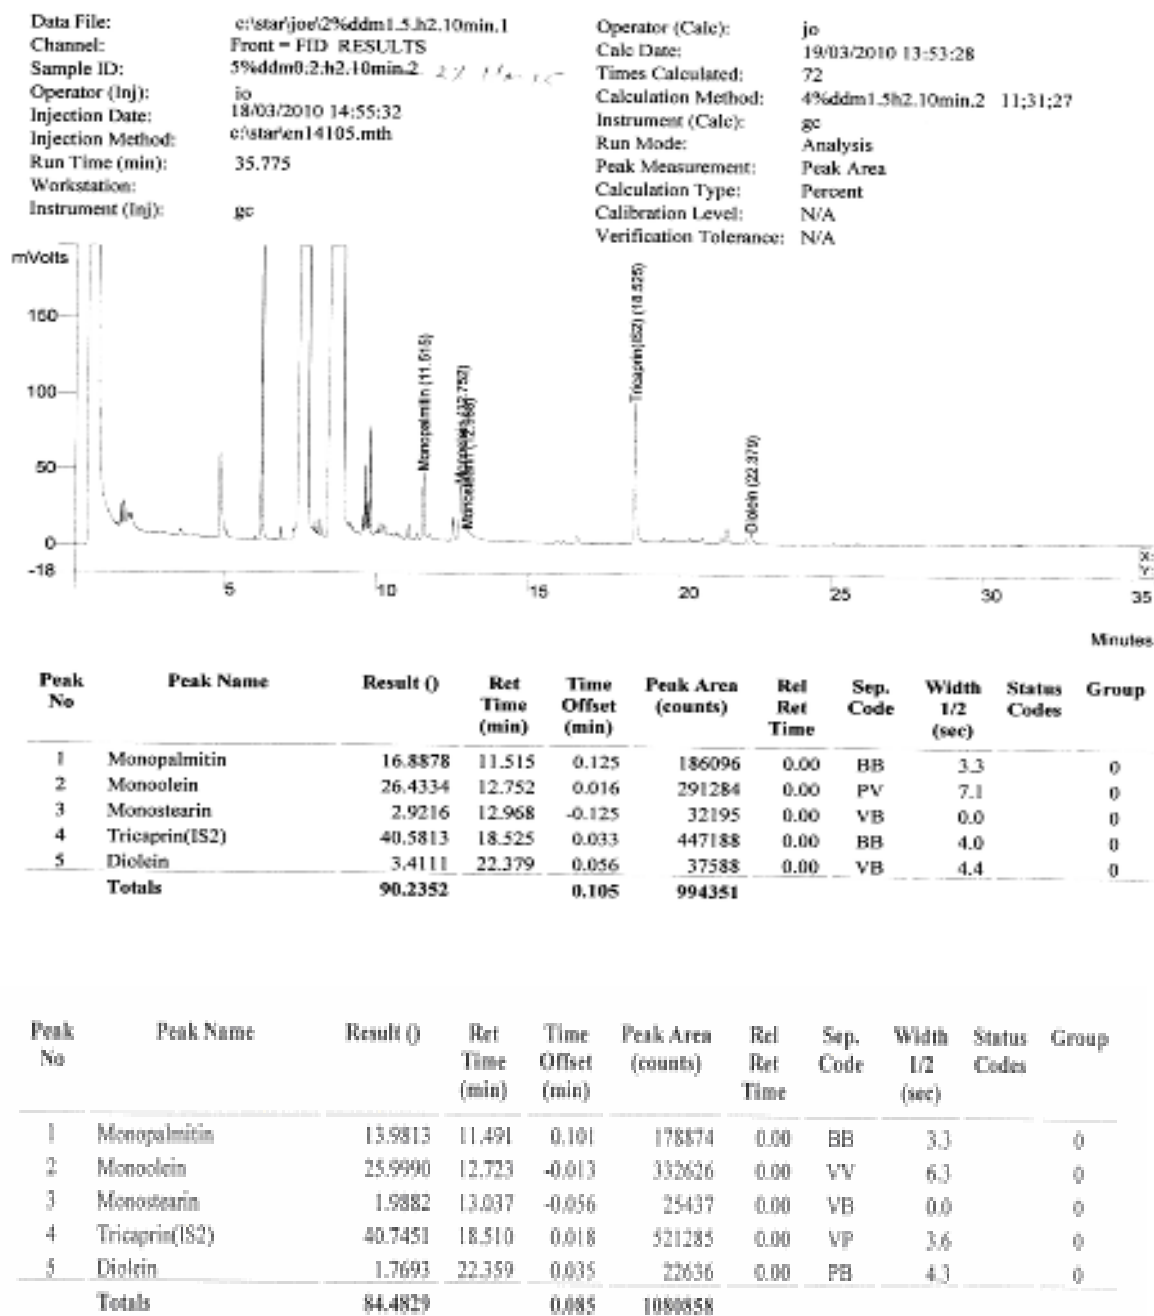 Data File: c:\star\joe\2%ddm1.5.h2.10min.1
Channel: Front = FID RESULTS
Sample ID: 5%ddm0.2.h2.10min.2
Operator (Inj): jo
Injection Date: 18/03/2010 14:55:32
Injection Method: c:\star\en14105.mth
Run Time (min): 35.775
Workstation:
Instrument (Inj): gc
Operator (Calc): jo
Calc Date: 19/03/2010 13:53:28
Times Calculated: 72
Calculation Method: 4%ddm1.5h2.10min.2 11;31;27
Instrument (Calc): gc
Run Mode: Analysis
Peak Measurement: Peak Area
Calculation Type: Percent
Calibration Level: N/A
Verification Tolerance: N/A
mVolts
150
100
50
0
-18
Monopalmitin (11.515)
Monoolein (12.752)
Monostearin (12.968)
Tricaprin(IS2) (18.525)
Diolein (22.379)
X:
Y:
5 10 15 20 25 30 35
Minutes
Peak No Peak Name Result () Ret Time (min) Time Offset (min) Peak Area (counts) Rel Ret Time Sep. Code Width 1/2 (sec) Status Codes Group
1 Monopalmitin 16.8878 11.515 0.125 186096 0.00 BB 3.3 0
2 Monoolein 26.4334 12.752 0.016 291284 0.00 PV 7.1 0
3 Monostearin 2.9216 12.968 -0.125 32195 0.00 VB 0.0 0
4 Tricaprin(IS2) 40.5813 18.525 0.033 447188 0.00 BB 4.0 0
5 Diolein 3.4111 22.379 0.056 37588 0.00 VB 4.4 0
Totals 90.2352 0.105 994351
Peak No Peak Name Result () Ret Time (min) Time Offset (min) Peak Area (counts) Rel Ret Time Sep. Code Width 1/2 (sec) Status Codes Group
1 Monopalmitin 13.9813 11.491 0.101 178874 0.00 BB 3.3 0
2 Monoolein 25.9990 12.723 -0.013 332626 0.00 VV 6.3 0
3 Monostearin 1.9882 13.037 -0.056 25437 0.00 VB 0.0 0
4 Tricaprin(IS2) 40.7451 18.510 0.018 521285 0.00 VP 3.6 0
5 Diolein 1.7693 22.359 0.035 22636 0.00 PB 4.3 0
Totals 84.4829 0.085 1080858